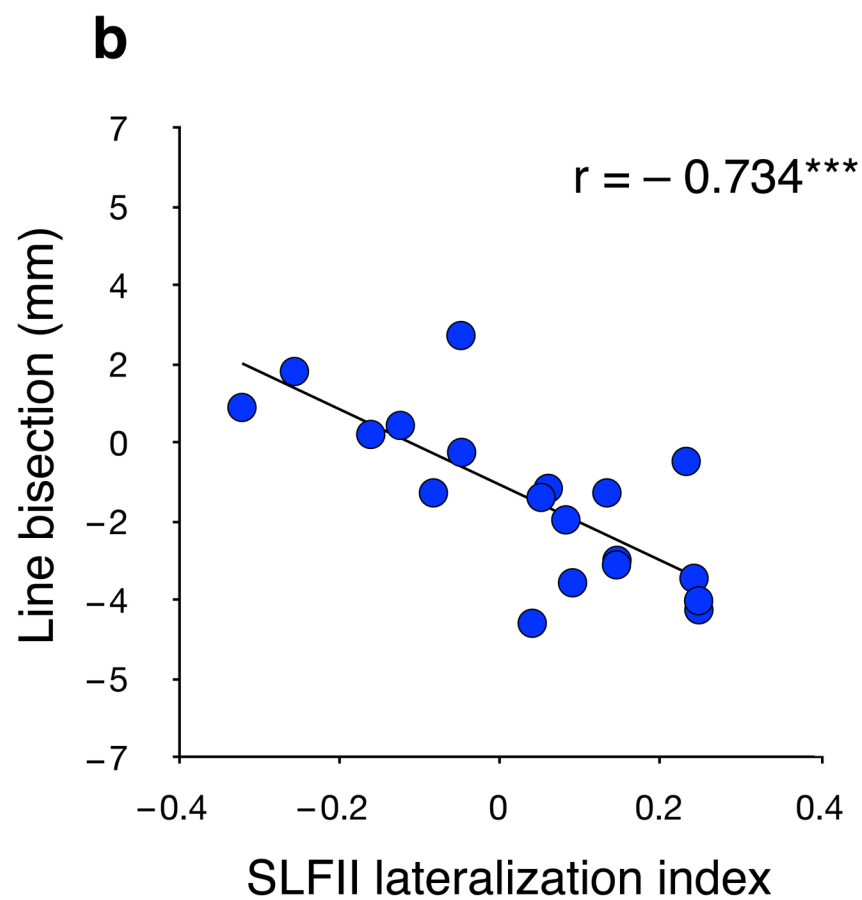 b
r = – 0.734***
7
5
4
2
0
–2
–4
–5
–7
Line bisection (mm)
–0.4 –0.2 0 0.2 0.4
SLFII lateralization index